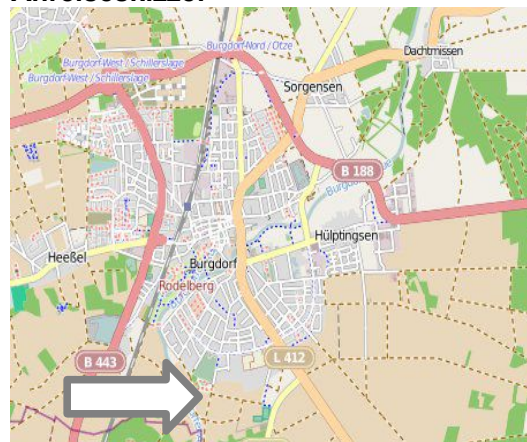 Burgdorf-Nord / Otze
Dachtmissen
Burgdorf-West / Schillerslage
Burgdorf-West / Schillerslage
Sorgensen
B 188
Hülptingsen
Heeßel
Burgdorf
Rodelberg
L 412
B 443